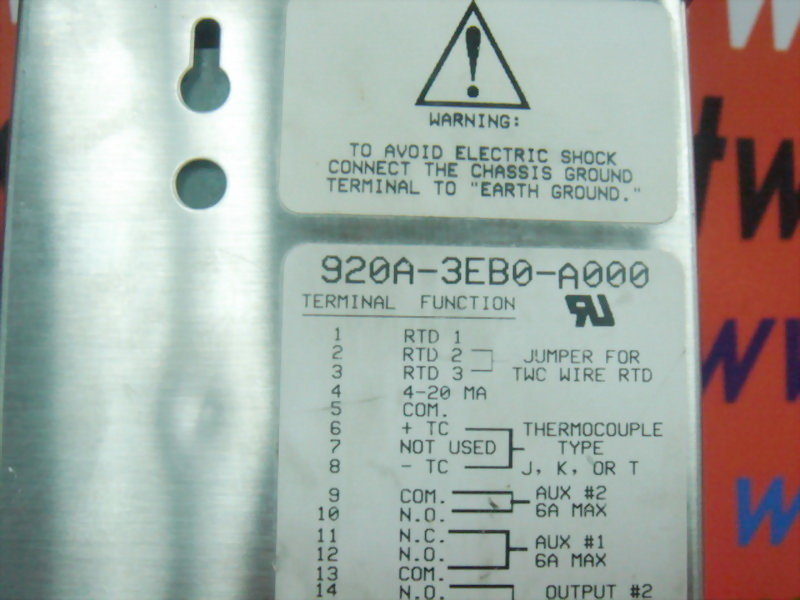 WARNING:
TO AVOID ELECTRIC SHOCK
CONNECT THE CHASSIS GROUND
TERMINAL TO "EARTH GROUND."
920A-3EB0-A000
TERMINAL FUNCTION
1 RTD 1
2 RTD 2 JUMPER FOR
3 RTD 3 TWC WIRE RTD
4 4-20 MA
5 COM.
6 + TC THERMOCOUPLE
7 NOT USED TYPE
8 - TC J, K, OR T
9 COM. AUX #2
10 N.O. 6A MAX
11 N.C.
12 N.O. AUX #1
13 COM. 6A MAX
14 N.O. OUTPUT #2